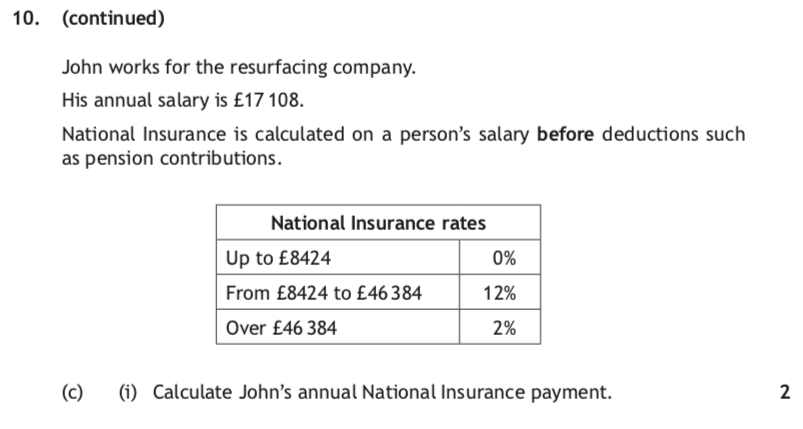 10. (continued)
John works for the resurfacing company.
His annual salary is £17 108.
National Insurance is calculated on a person's salary before deductions such
as pension contributions.
National Insurance rates
Up to £8424 0%
From £8424 to £46 384 12%
Over £46 384 2%
(c) (i) Calculate John's annual National Insurance payment. 2